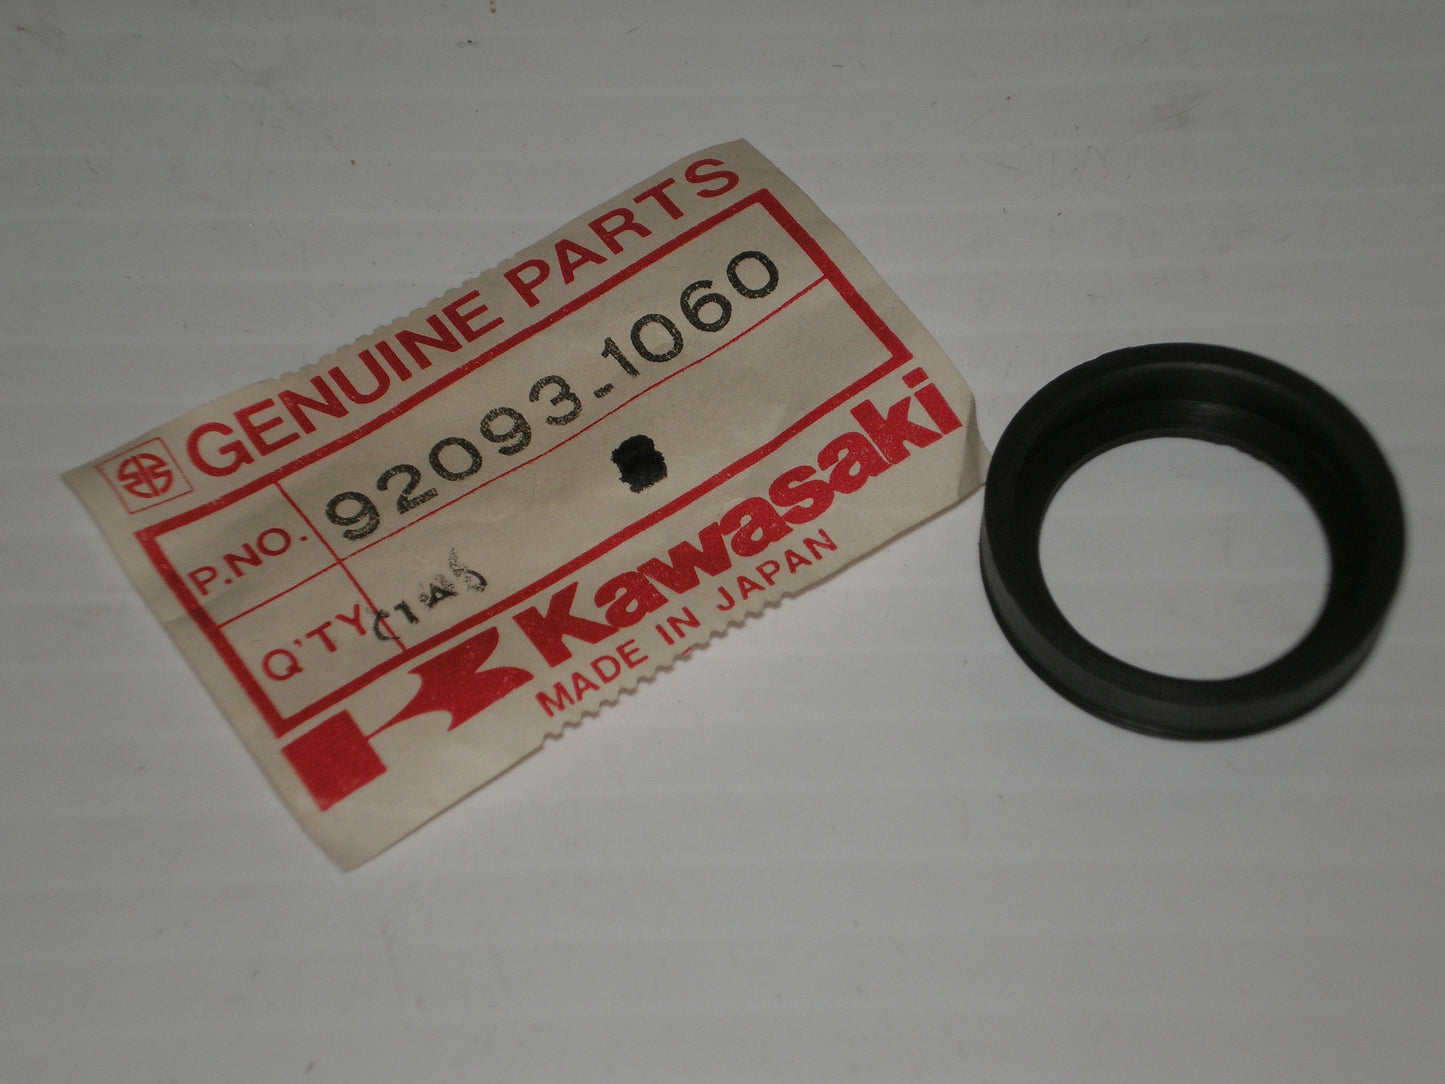 GENUINE PARTS
P.NO. 92093-1060
Q'TY
Kawasaki
MADE IN JAPAN